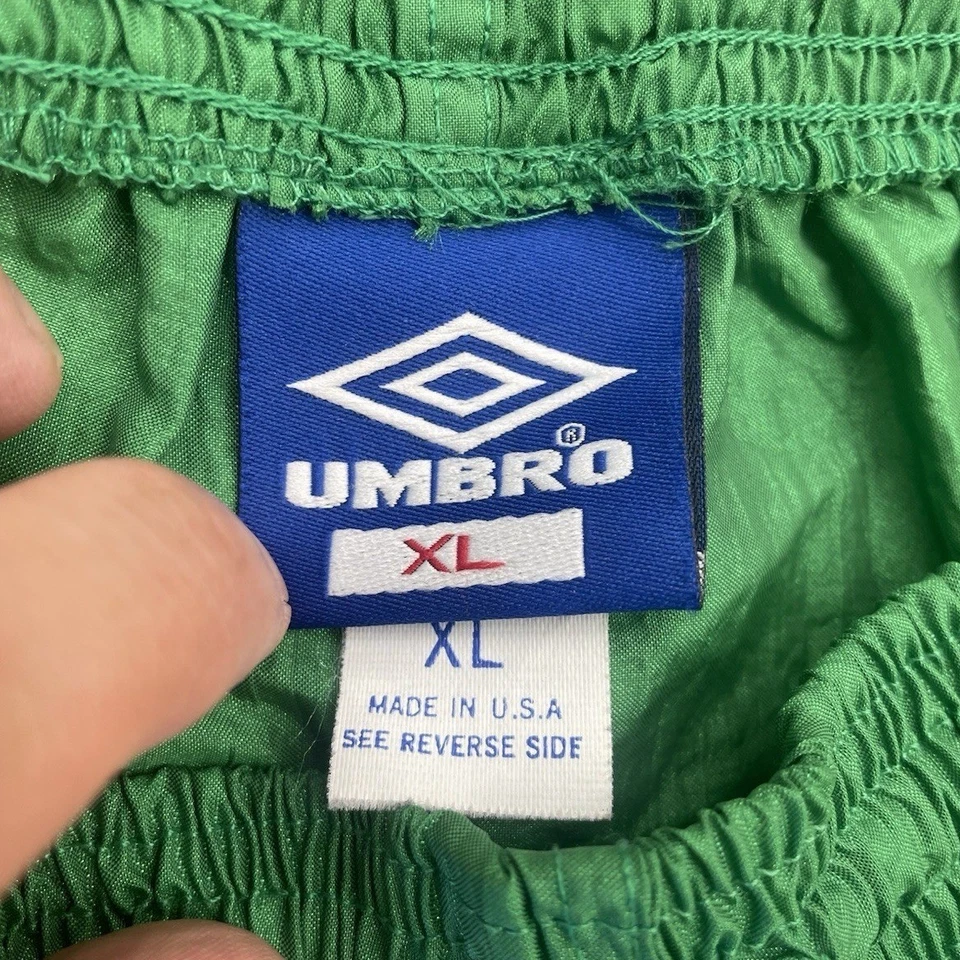 ®
UMBRO
XL
XL
MADE IN U.S.A
SEE REVERSE SIDE